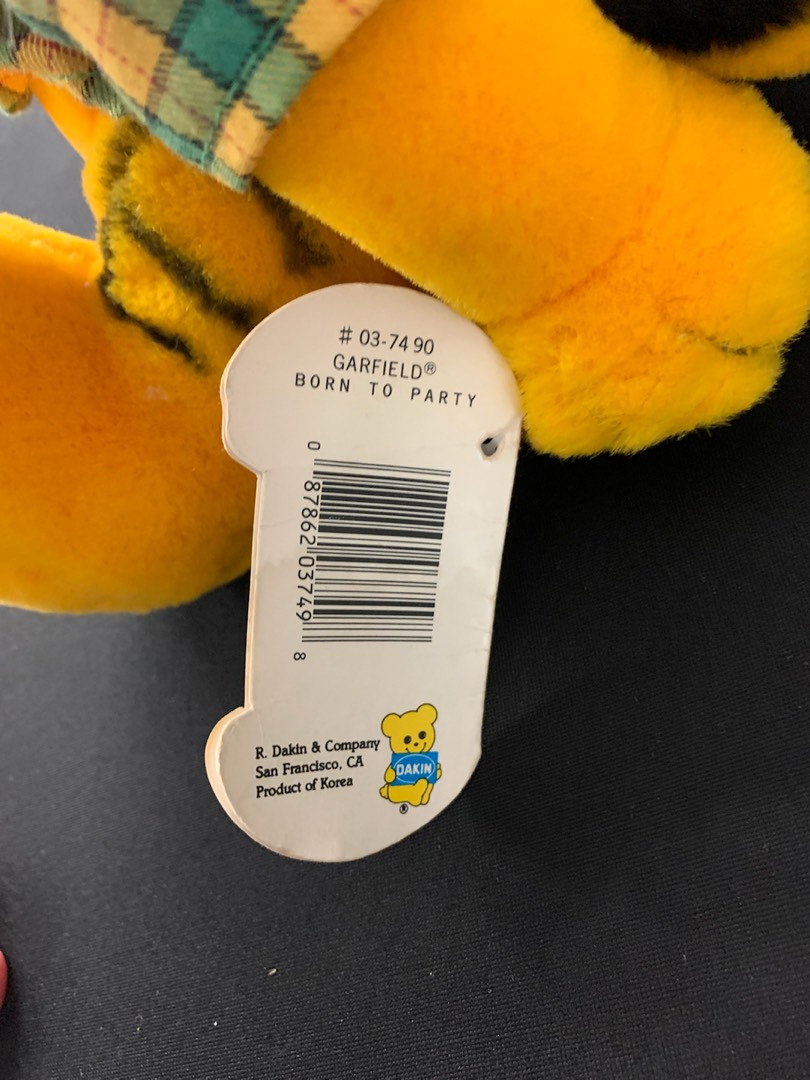 # 03-7490
GARFIELD®
BORN TO PARTY
0 87862 03749 8
R. Dakin & Company
San Francisco, CA
Product of Korea
DAKIN
®